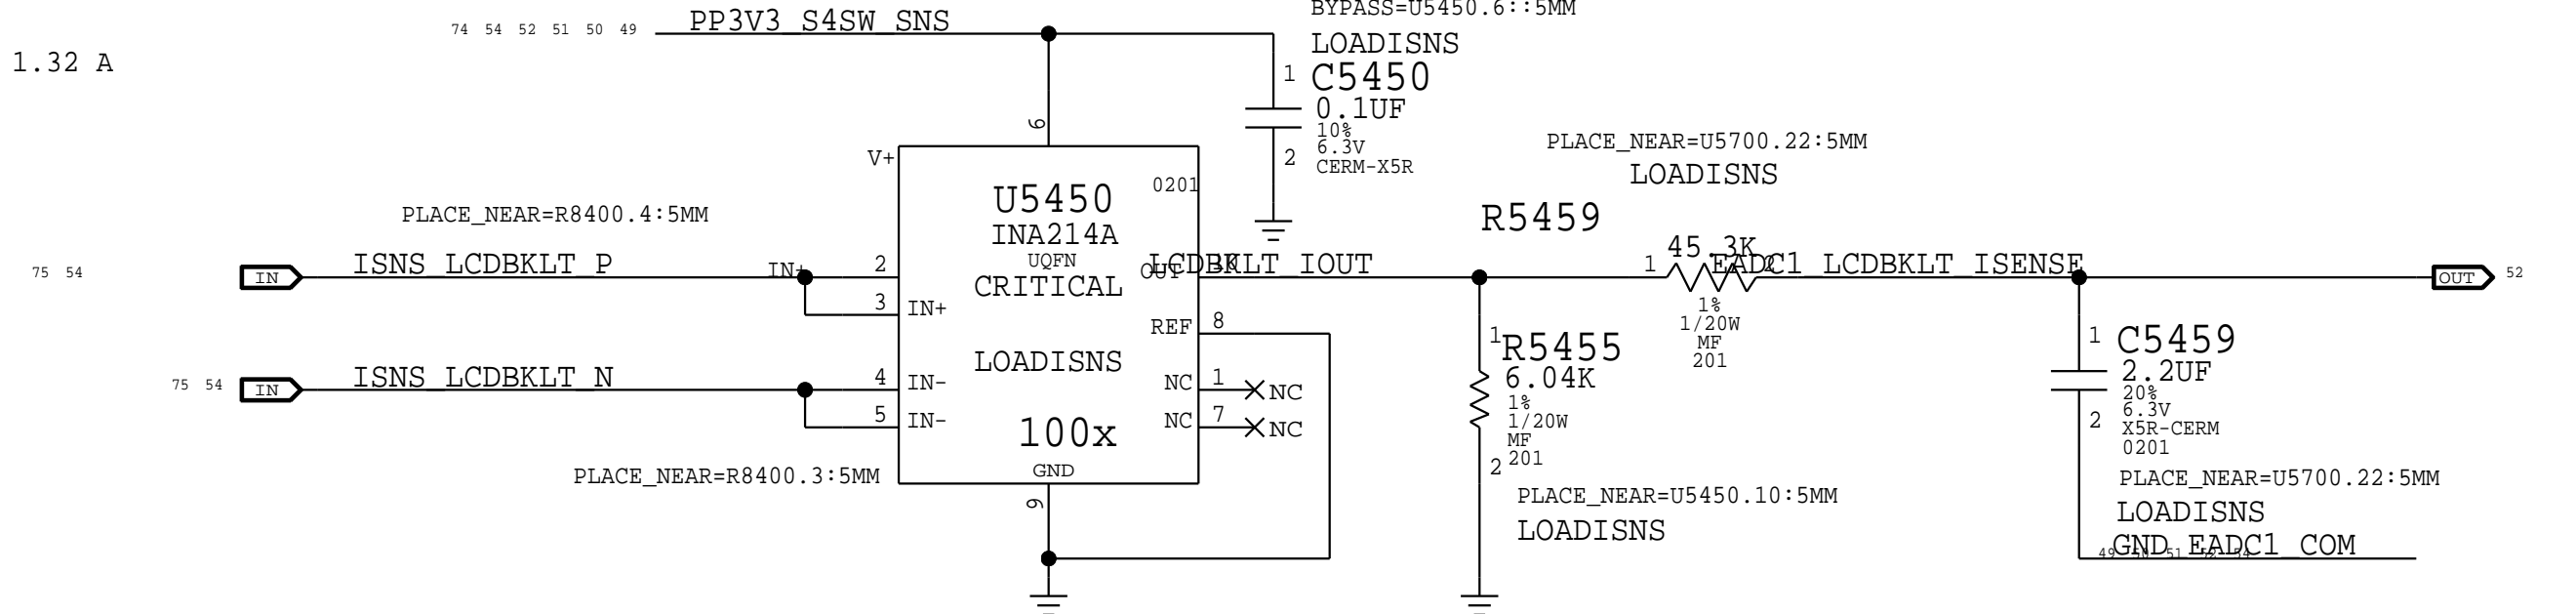 BYPASS=U5450.6::5MM
74 54 52 51 50 49
PP3V3_S4SW_SNS
LOADISNS
1.32 A
1
C5450
0.1UF
10%
6.3V
CERM-X5R
2
6
PLACE_NEAR=U5700.22:5MM
LOADISNS
V+
0201
U5450
INA214A
UQFN
CRITICAL
LOADISNS
100x
GND
PLACE_NEAR=R8400.4:5MM
R5459
45.3K
75 54
IN
ISNS_LCDBKLT_P
IN+
2
3
IN+
OUT
LCDBKLT_IOUT
1
2
EADC1_LCDBKLT_ISENSE
OUT
52
1%
1/20W
MF
201
REF
8
1
R5455
6.04K
1%
1/20W
MF
201
2
1
C5459
2.2UF
20%
6.3V
X5R-CERM
0201
2
75 54
IN
ISNS_LCDBKLT_N
4
IN-
5
IN-
NC
1
NC
NC
7
NC
PLACE_NEAR=R8400.3:5MM
PLACE_NEAR=U5450.10:5MM
LOADISNS
PLACE_NEAR=U5700.22:5MM
LOADISNS
9
GND_EADC1_COM